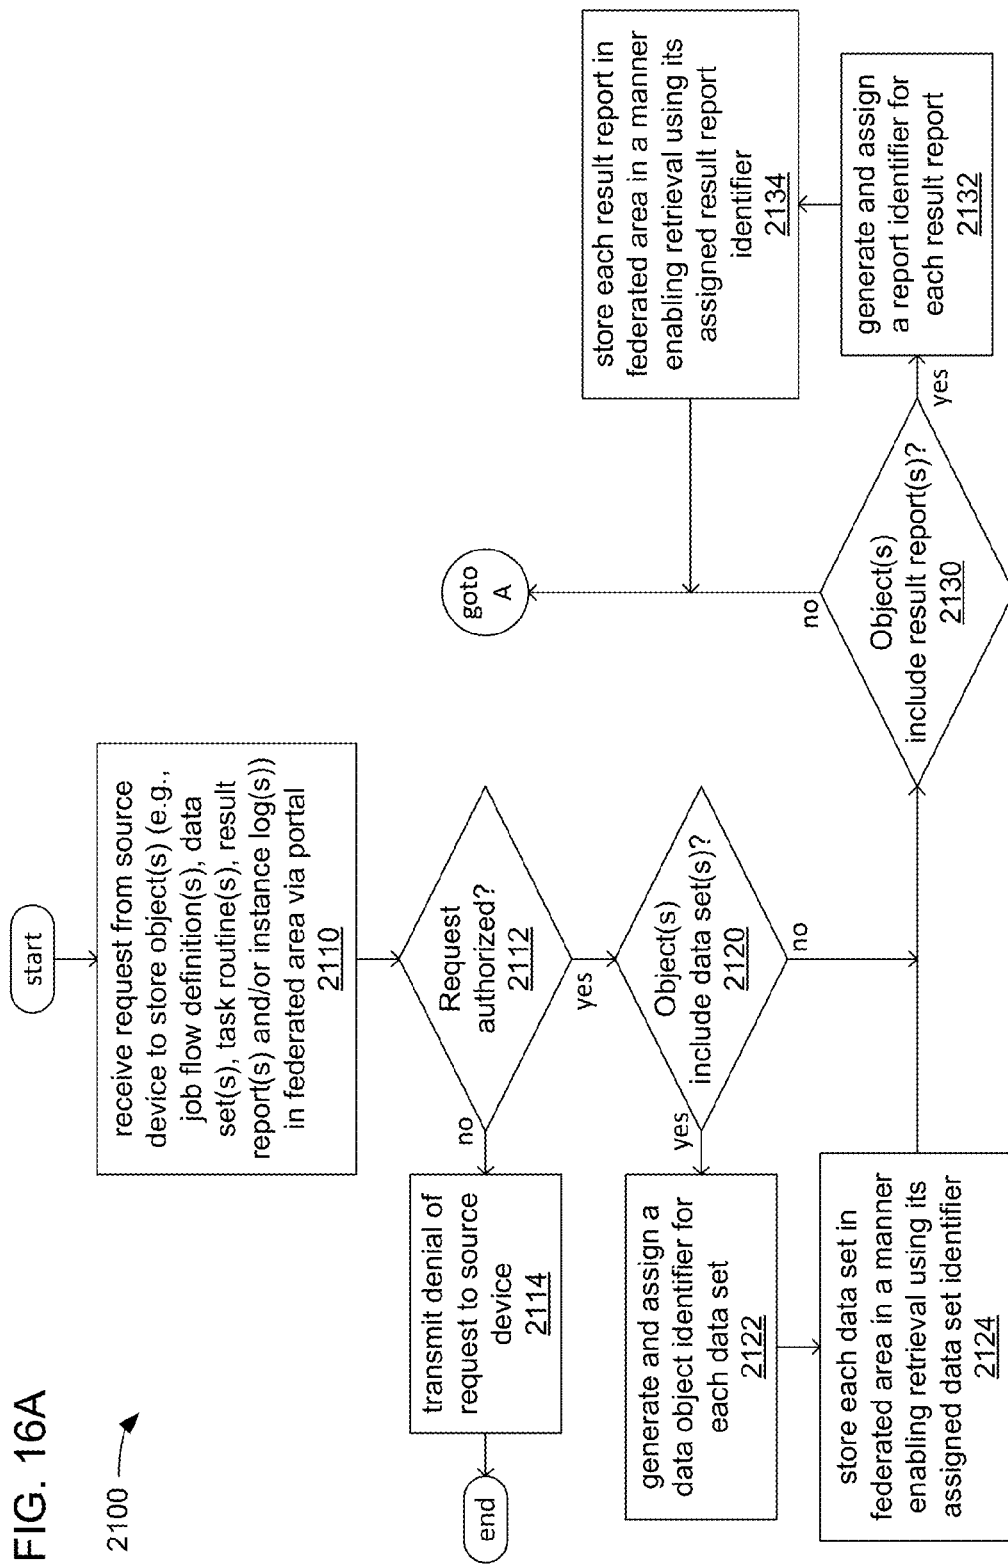 FIG. 16A
2100
start
receive request from source
device to store object(s) (e.g.,
job flow definition(s), data
set(s), task routine(s), result
report(s) and/or instance log(s))
in federated area via portal
2110
Request
authorized?
2112
no
yes
transmit denial of
request to source
device
2114
end
Object(s)
include data set(s)?
2120
yes
no
generate and assign a
data object identifier for
each data set
2122
store each data set in
federated area in a manner
enabling retrieval using its
assigned data set identifier
2124
Object(s)
include result report(s)?
2130
no
yes
generate and assign
a report identifier for
each result report
2132
store each result report in
federated area in a manner
enabling retrieval using its
assigned result report
identifier
2134
goto
A